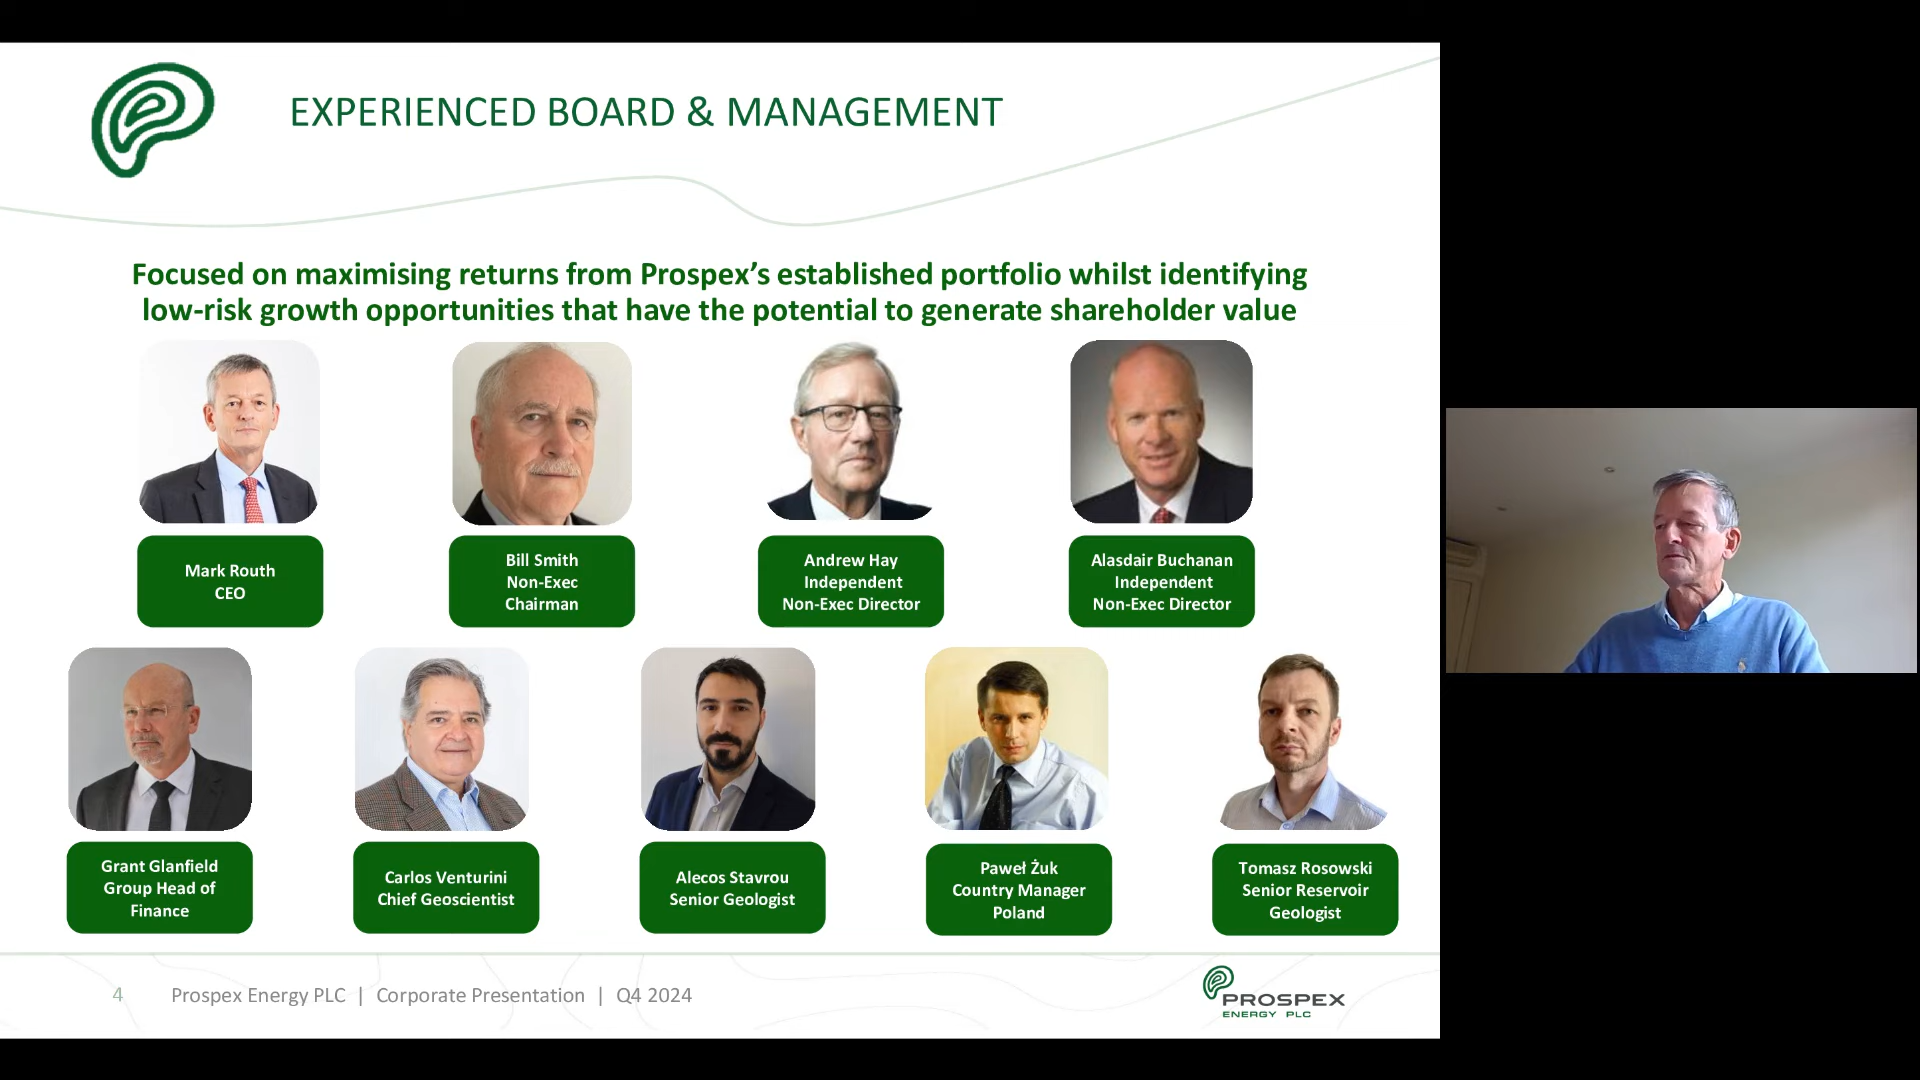 EXPERIENCED BOARD & MANAGEMENT
Focused on maximising returns from Prospex’s established portfolio whilst identifying
low-risk growth opportunities that have the potential to generate shareholder value
Mark Routh
CEO
Bill Smith
Non-Exec
Chairman
Andrew Hay
Independent
Non-Exec Director
Alasdair Buchanan
Independent
Non-Exec Director
Grant Glanfield
Group Head of
Finance
Carlos Venturini
Chief Geoscientist
Alecos Stavrou
Senior Geologist
Paweł Żuk
Country Manager
Poland
Tomasz Rosowski
Senior Reservoir
Geologist
4 Prospex Energy PLC | Corporate Presentation | Q4 2024
PROSPEX
ENERGY PLC